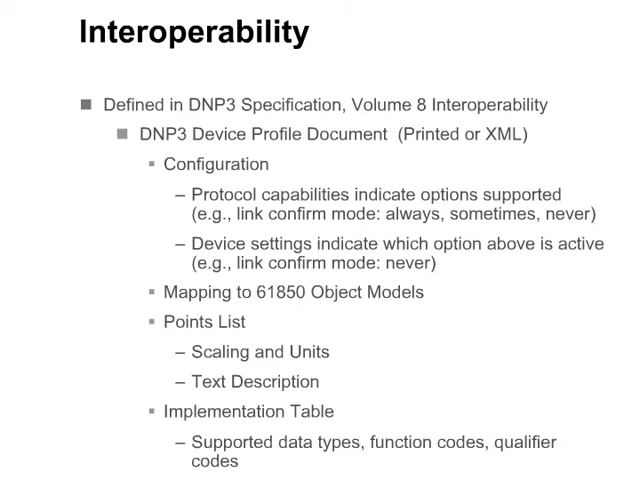 Interoperability
■ Defined in DNP3 Specification, Volume 8 Interoperability
■ DNP3 Device Profile Document (Printed or XML)
▪ Configuration
– Protocol capabilities indicate options supported
(e.g., link confirm mode: always, sometimes, never)
– Device settings indicate which option above is active
(e.g., link confirm mode: never)
▪ Mapping to 61850 Object Models
▪ Points List
– Scaling and Units
– Text Description
▪ Implementation Table
– Supported data types, function codes, qualifier
codes